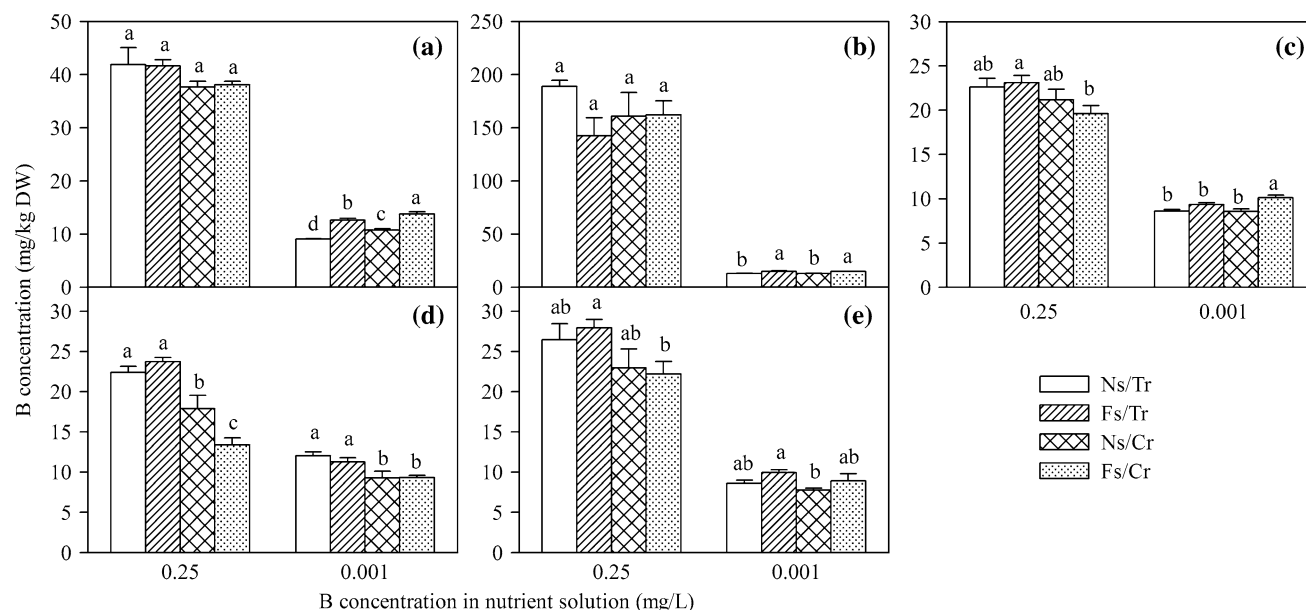 50
40
30
20
10
0
a
a
a
a
d
b
c
a
(a)
250
200
150
100
50
0
a
a
a
a
b
a
b
a
(b)
30
25
20
15
10
5
0
ab
a
ab
b
b
b
b
a
(c)
0.25
0.001
B concentration (mg/kg DW)
30
25
20
15
10
5
0
a
a
b
c
a
a
b
b
(d)
0.25
0.001
30
25
20
15
10
5
0
ab
a
ab
b
ab
a
b
ab
(e)
0.25
0.001
Ns/Tr
Fs/Tr
Ns/Cr
Fs/Cr
B concentration in nutrient solution (mg/L)